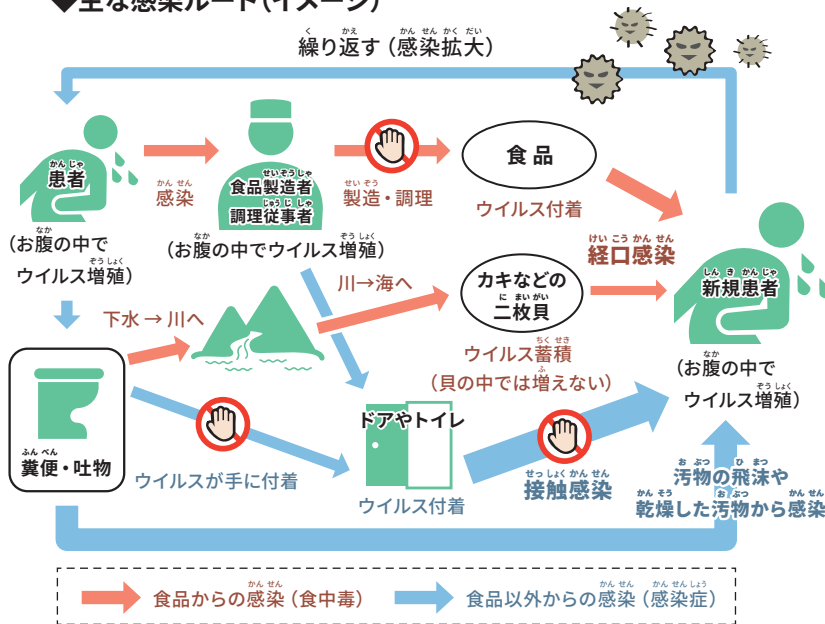 ◆主な感染ルート(イメージ)
繰り返す（感染拡大）
患者
（お腹の中で
ウイルス増殖）
感染
食品製造者
調理従事者
（お腹の中でウイルス増殖）
製造・調理
食品
ウイルス付着
経口感染
新規患者
（お腹の中で
ウイルス増殖）
下水→川へ
川→海へ
カキなどの
二枚貝
ウイルス蓄積
（貝の中では増えない）
糞便・吐物
ウイルスが手に付着
ドアやトイレ
ウイルス付着
接触感染
汚物の飛沫や
乾燥した汚物から感染
食品からの感染（食中毒）
食品以外からの感染（感染症）